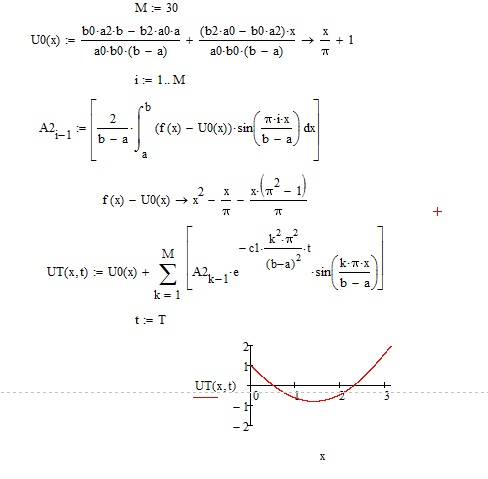 M := 30
U0(x) := (b0·a2·b − b2·a0·a)/(a0·b0·(b − a)) + ((b2·a0 − b0·a2)·x)/(a0·b0·(b − a)) → x/π + 1
i := 1.. M
A2_{i−1} := [2/(b − a)·∫_a^b (f(x) − U0(x))·sin(π·i·x/(b − a)) dx]
f(x) − U0(x) → x² − x/π − x·(π² − 1)/π
UT(x,t) := U0(x) + ∑_{k = 1}^{M} [A2_{k−1}·e^{−c1·(k²·π²)/(b−a)²·t}·sin(k·π·x/(b − a))]
t := T
2
1
UT(x,t)
0 1 2 3
−1
−2
x